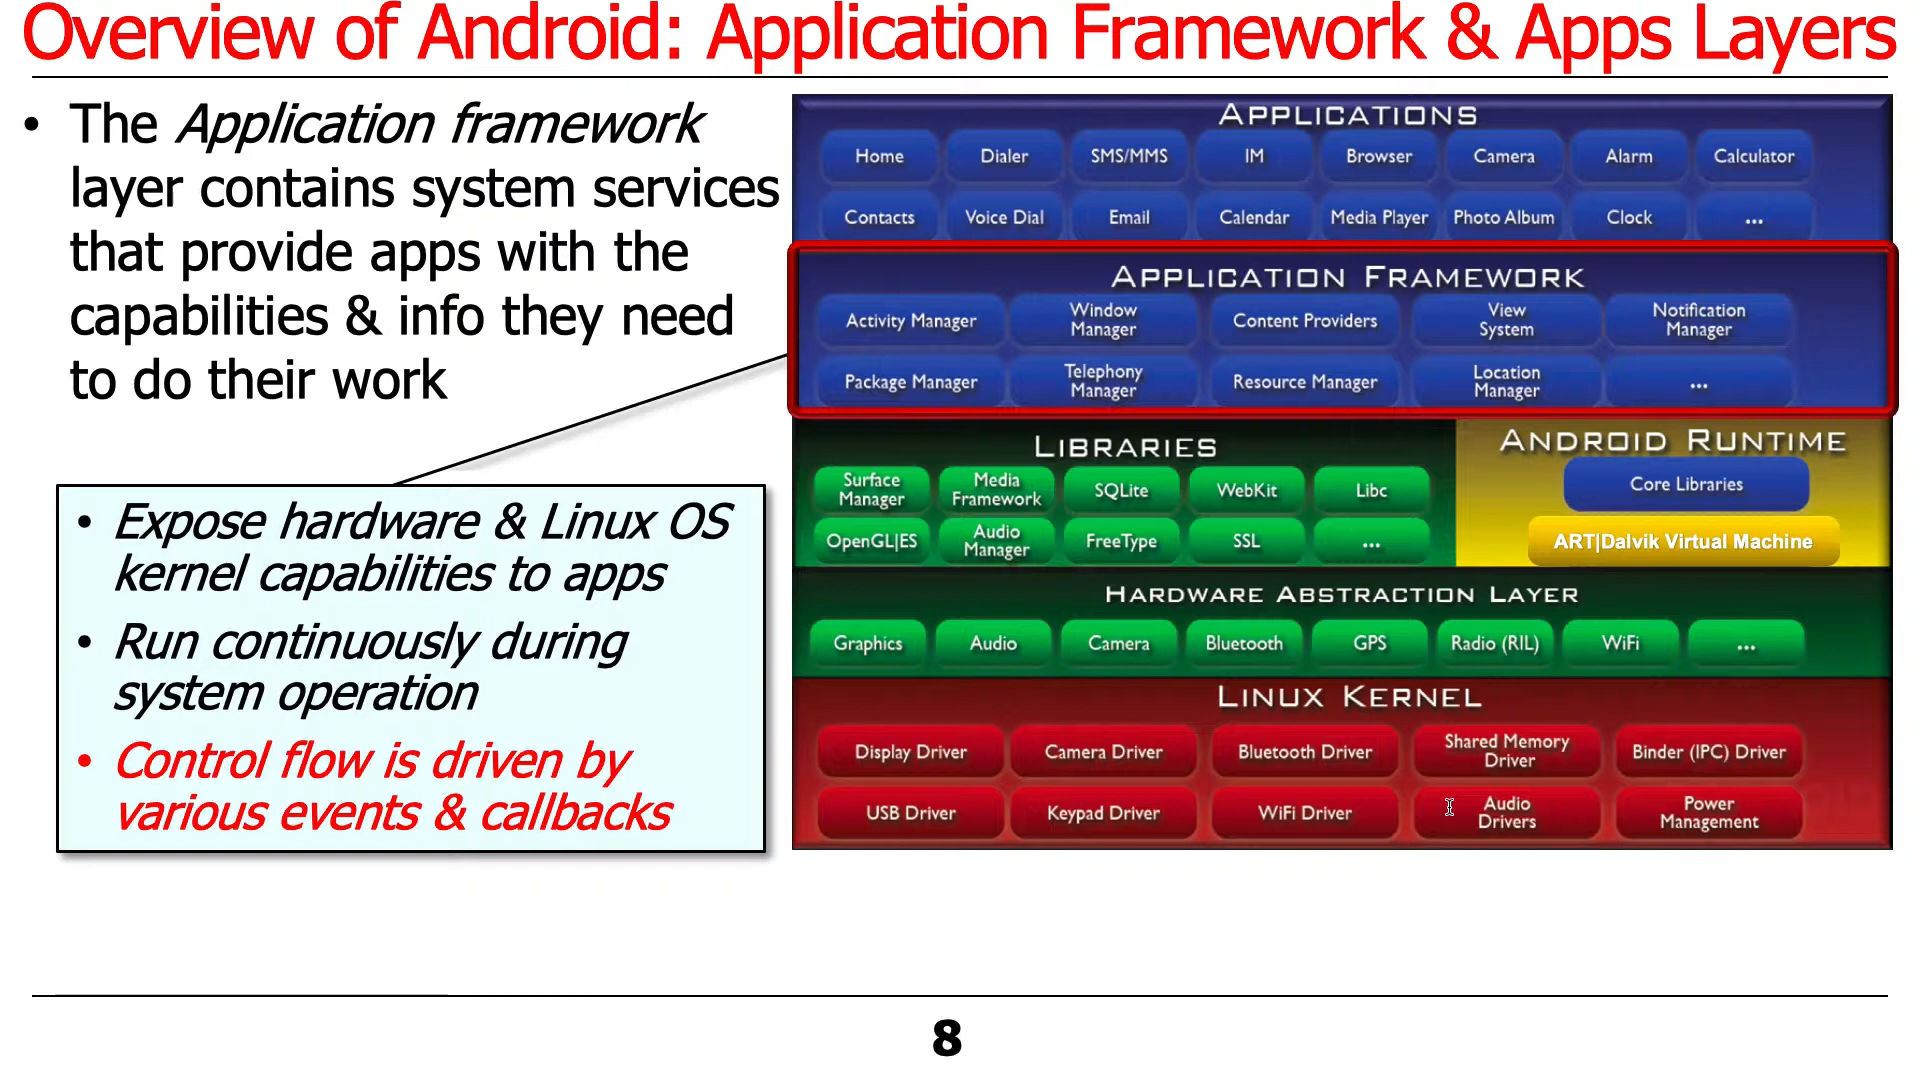 Overview of Android: Application Framework & Apps Layers
• The Application framework
layer contains system services
that provide apps with the
capabilities & info they need
to do their work
• Expose hardware & Linux OS
kernel capabilities to apps
• Run continuously during
system operation
• Control flow is driven by
various events & callbacks
APPLICATIONS
Home Dialer SMS/MMS IM Browser Camera Alarm Calculator
Contacts Voice Dial Email Calendar Media Player Photo Album Clock ...
APPLICATION FRAMEWORK
Activity Manager Window Manager Content Providers View System Notification Manager
Package Manager Telephony Manager Resource Manager Location Manager ...
LIBRARIES
Surface Manager Media Framework SQLite WebKit Libc
OpenGL|ES Audio Manager FreeType SSL ...
ANDROID RUNTIME
Core Libraries
ART|Dalvik Virtual Machine
HARDWARE ABSTRACTION LAYER
Graphics Audio Camera Bluetooth GPS Radio (RIL) WiFi ...
LINUX KERNEL
Display Driver Camera Driver Bluetooth Driver Shared Memory Driver Binder (IPC) Driver
USB Driver Keypad Driver WiFi Driver Audio Drivers Power Management
8